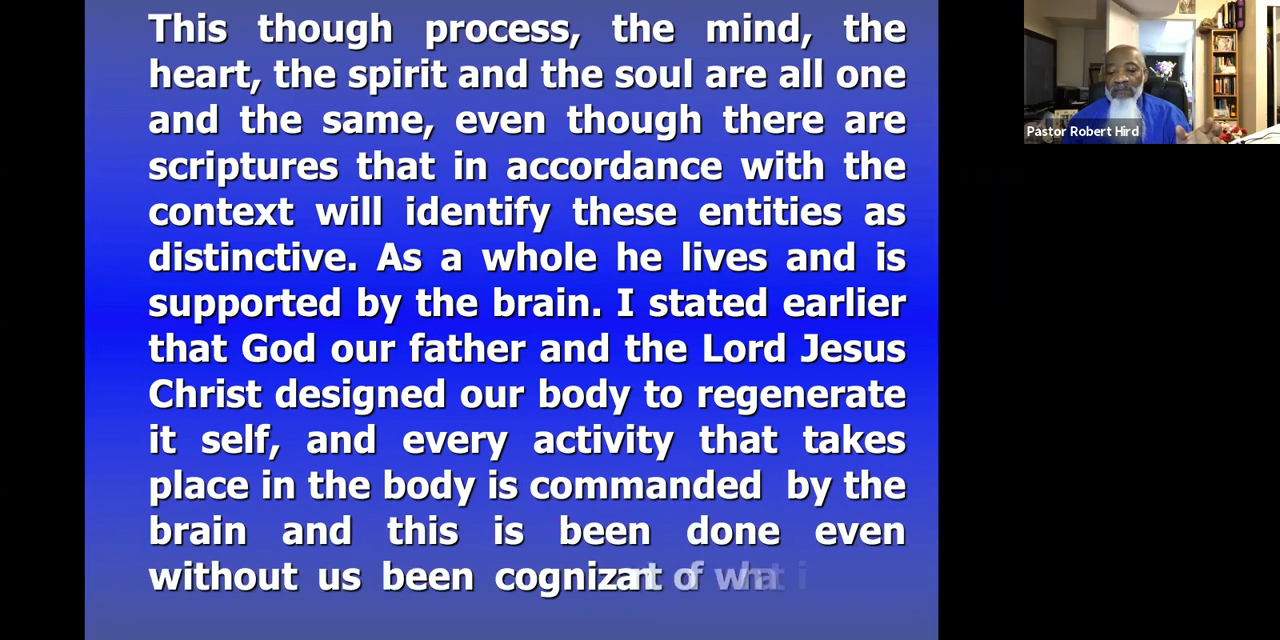 This though process, the mind, the
heart, the spirit and the soul are all one
and the same, even though there are
scriptures that in accordance with the
context will identify these entities as
distinctive. As a whole he lives and is
supported by the brain. I stated earlier
that God our father and the Lord Jesus
Christ designed our body to regenerate
it self, and every activity that takes
place in the body is commanded by the
brain and this is been done even
without us been cognizant of
Pastor Robert Hird